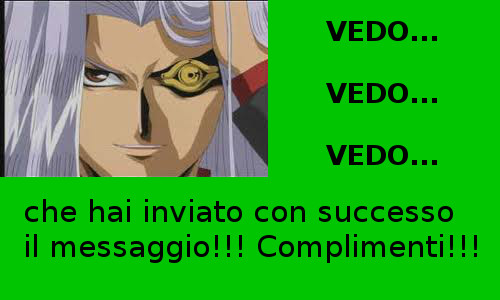 VEDO...
VEDO...
VEDO...
che hai inviato con successo
il messaggio!!! Complimenti!!!